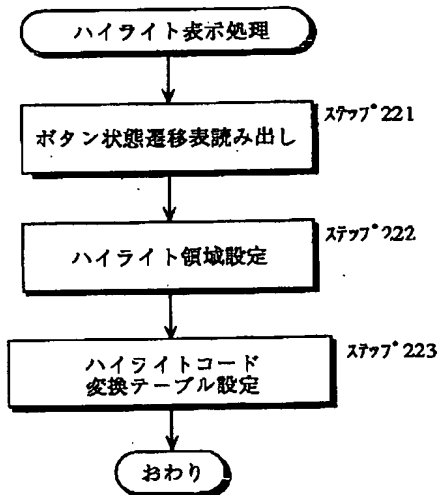 ハイライト表示処理
ボタン状態遷移表読み出し
ステップ221
ハイライト領域設定
ステップ222
ハイライトコード
変換テーブル設定
ステップ223
おわり